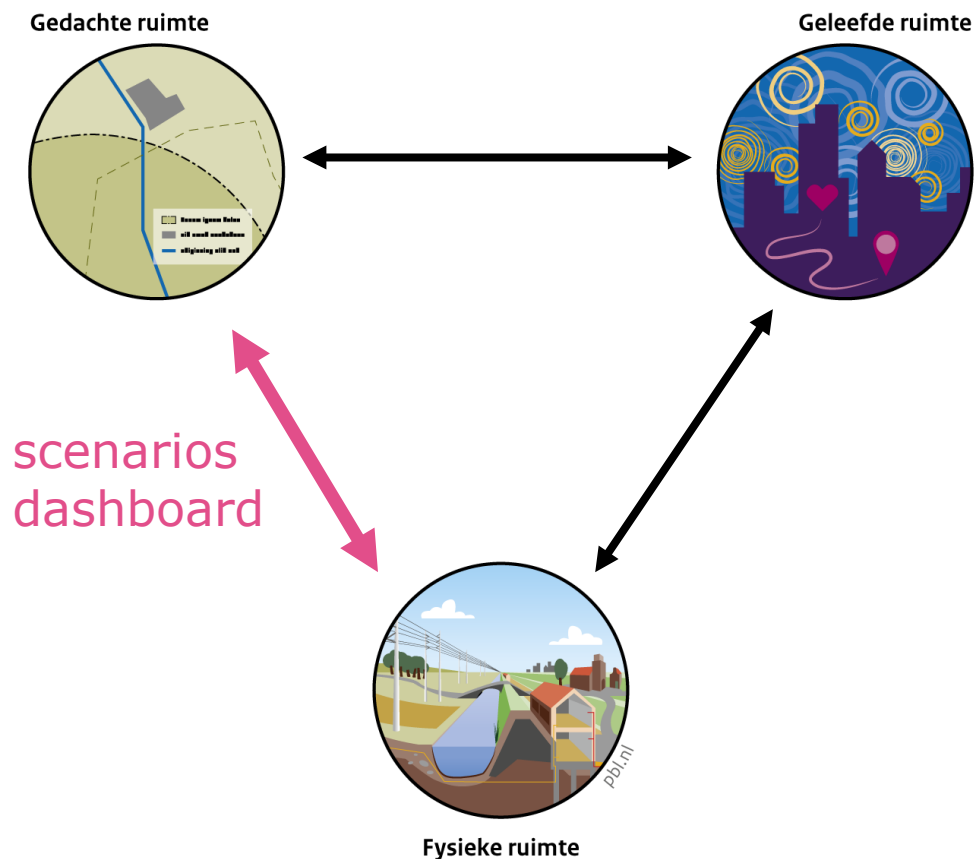 Gedachte ruimte
Geleefde ruimte
scenarios
dashboard
pbl.nl
Fysieke ruimte